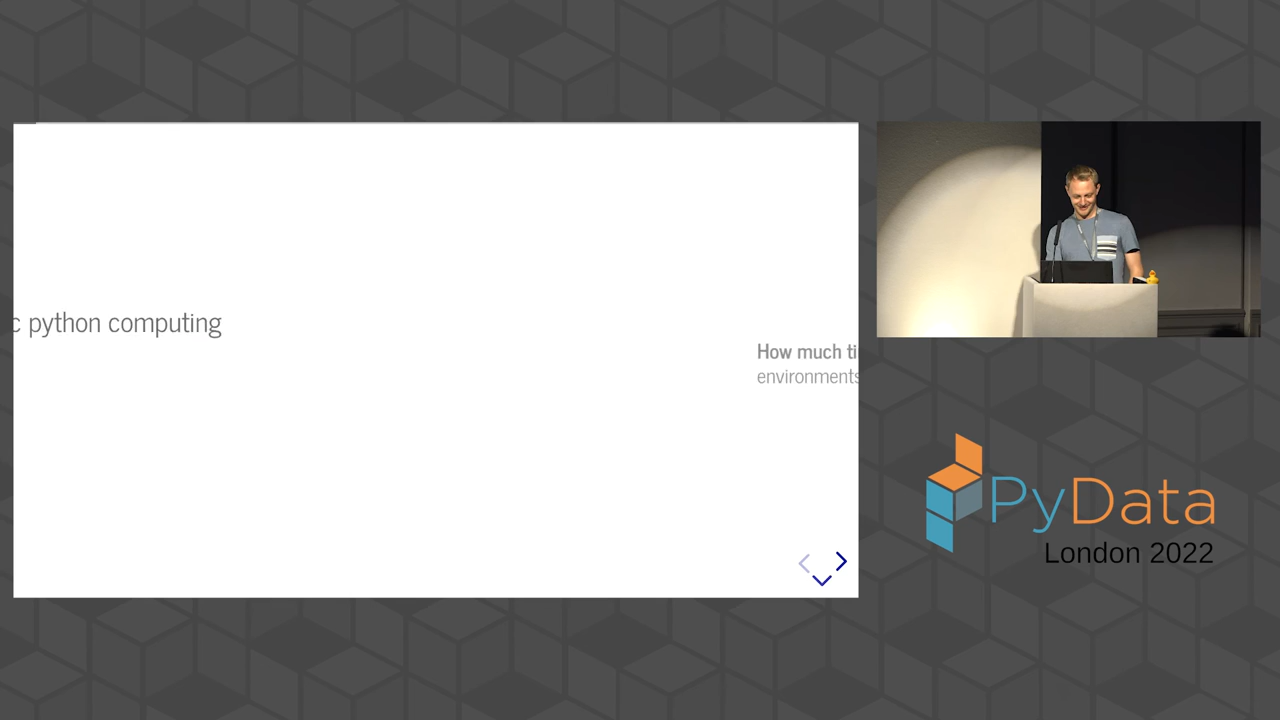 c python computing
How much ti
environments
PyData
London 2022